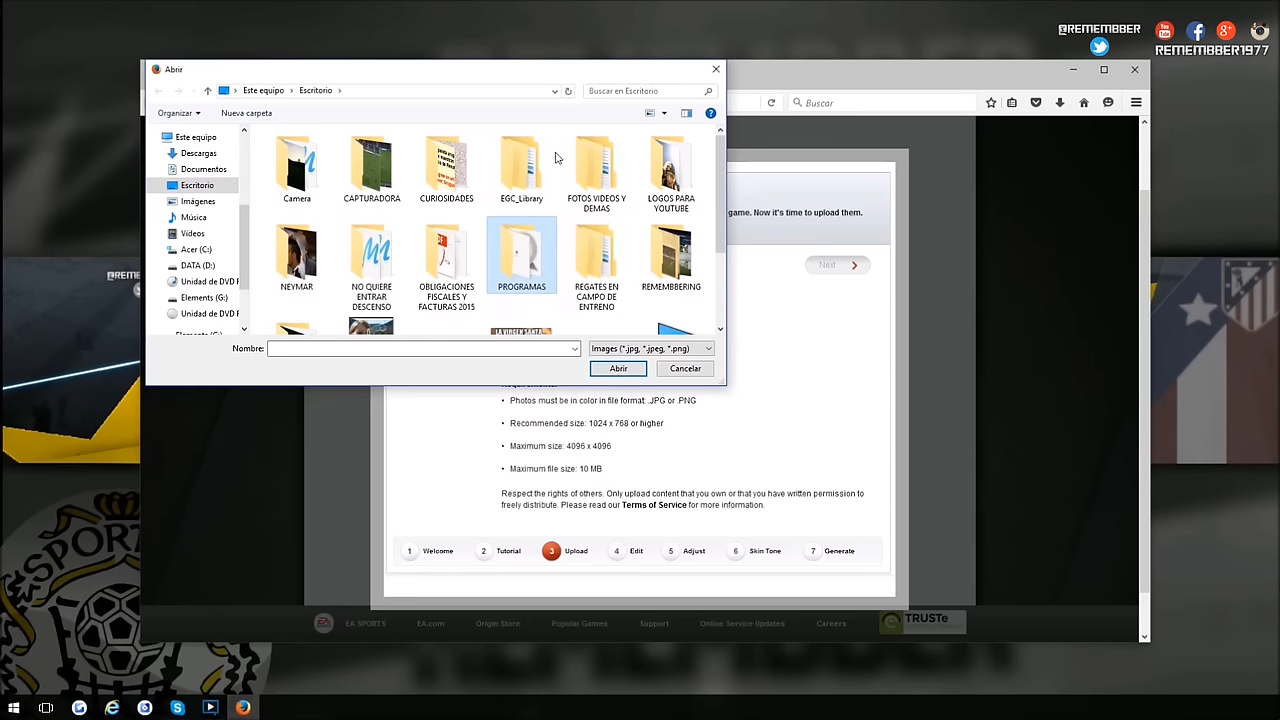 @REMEMBBER
REMEMBBER1977
Abrir
Este equipo
Escritorio
Buscar en Escritorio
Organizar
Nueva carpeta
Este equipo
Descargas
Documentos
Escritorio
Imágenes
Música
Vídeos
Acer (C:)
DATA (D:)
Unidad de DVD F
Elements (G:)
Unidad de DVD F
Camera
CAPTURADORA
CURIOSIDADES
EGC_Library
FOTOS VIDEOS Y
DEMAS
LOGOS PARA
YOUTUBE
NEYMAR
NO QUIERE
ENTRAR
DESCENSO
OBLIGACIONES
FISCALES Y
FACTURAS 2015
PROGRAMAS
REGATES EN
CAMPO DE
ENTRENO
REMEMBBERING
LA VIRGEN SANTA
Nombre:
Images (*.jpg, *.jpeg, *.png)
Abrir
Cancelar
Buscar
game. Now it's time to upload them.
Next
Photos must be in color in file format: .JPG or .PNG
Recommended size: 1024 x 768 or higher
Maximum size: 4096 x 4096
Maximum file size: 10 MB
Respect the rights of others. Only upload content that you own or that you have written permission to
freely distribute. Please read our Terms of Service for more information.
1 Welcome
2 Tutorial
3 Upload
4 Edit
5 Adjust
6 Skin Tone
7 Generate
EA SPORTS
EA.com
Origin Store
Popular Games
Support
Online Service Updates
Careers
TRUSTe